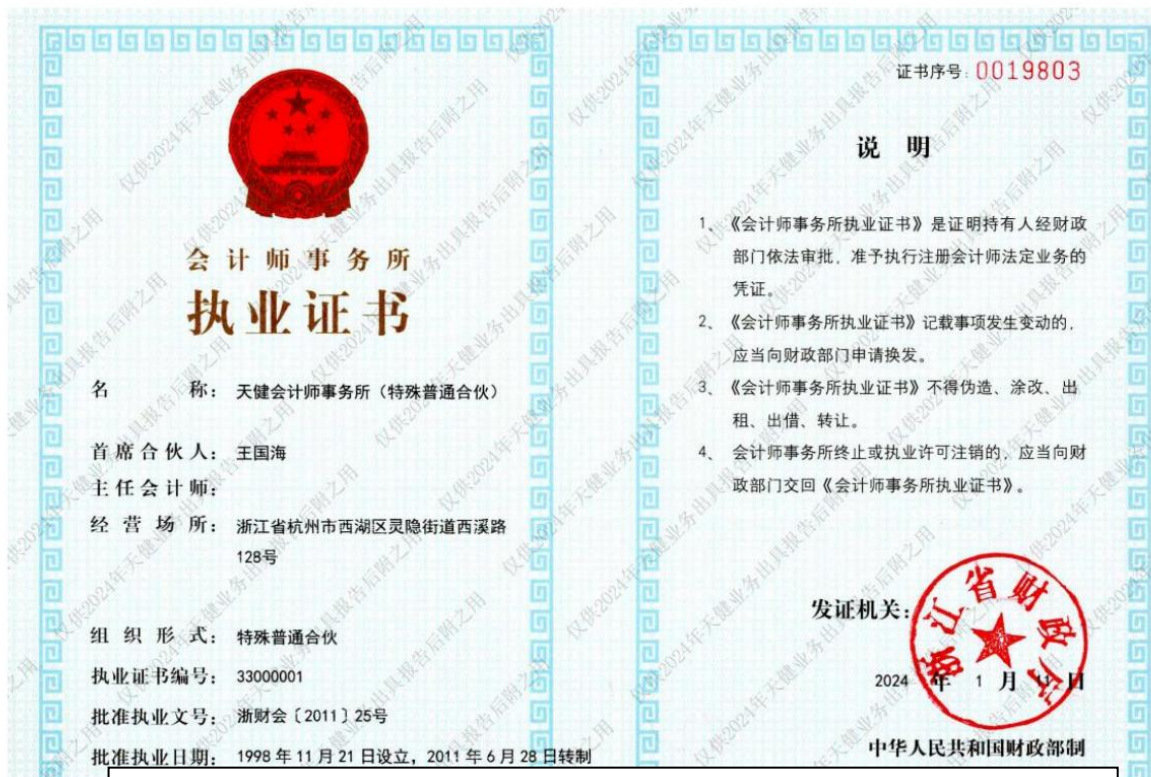 会计师事务所
执业证书
名 称： 天健会计师事务所（特殊普通合伙）
首席合伙人： 王国海
主任会计师：
经营场所： 浙江省杭州市西湖区灵隐街道西溪路
128号
组织形式： 特殊普通合伙
执业证书编号： 33000001
批准执业文号： 浙财会〔2011〕25号
批准执业日期： 1998年11月21日设立，2011年6月28日转制
证书序号：0019803
说 明
1、《会计师事务所执业证书》是证明持有人经财政
部门依法审批，准予执行注册会计师法定业务的
凭证。
2、《会计师事务所执业证书》记载事项发生变动的，
应当向财政部门申请换发。
3、《会计师事务所执业证书》不得伪造、涂改、出
租、出借、转让。
4、 会计师事务所终止或执业许可注销的，应当向财
政部门交回《会计师事务所执业证书》。
发证机关：
浙江省财政厅
2024 年 1 月 11 日
中华人民共和国财政部制
仅供2024年天健业务出具报告后附之用